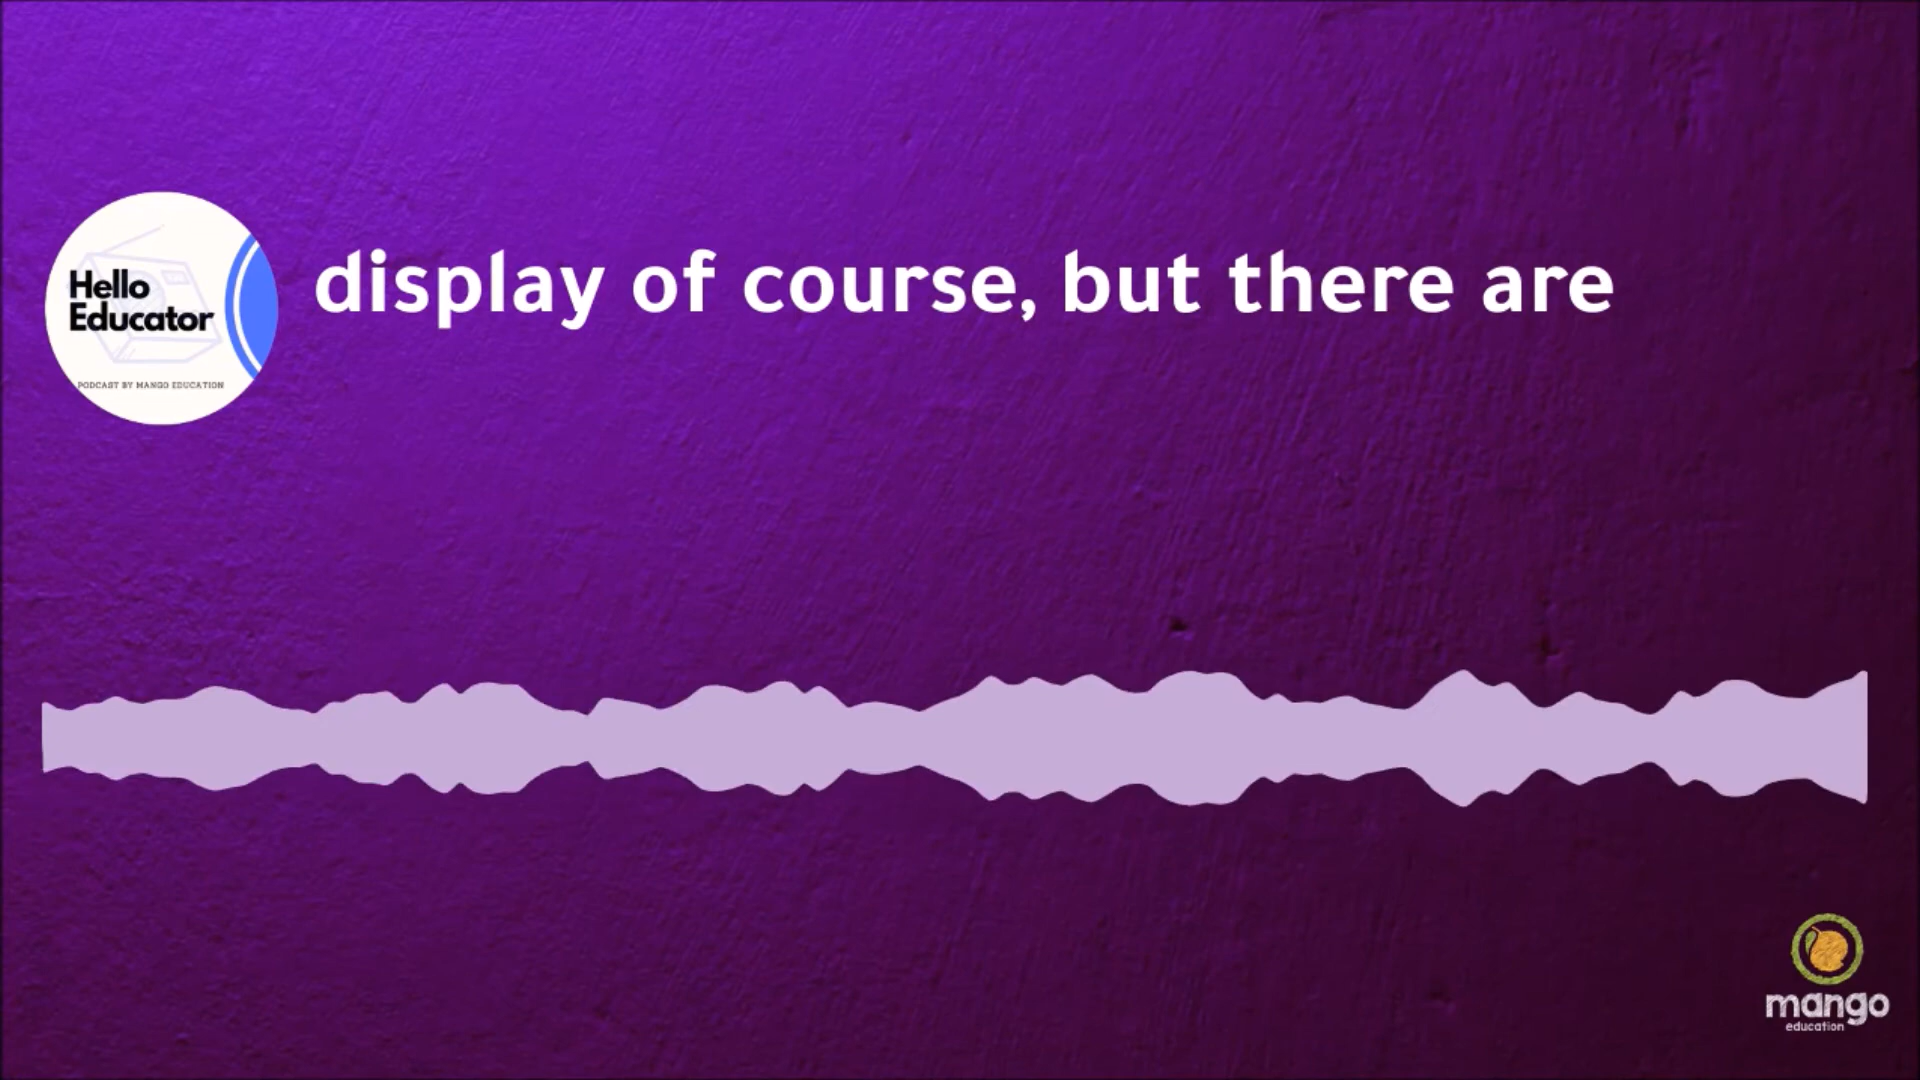 Hello
Educator
PODCAST BY MANGO EDUCATION
display of course, but there are
mango
education